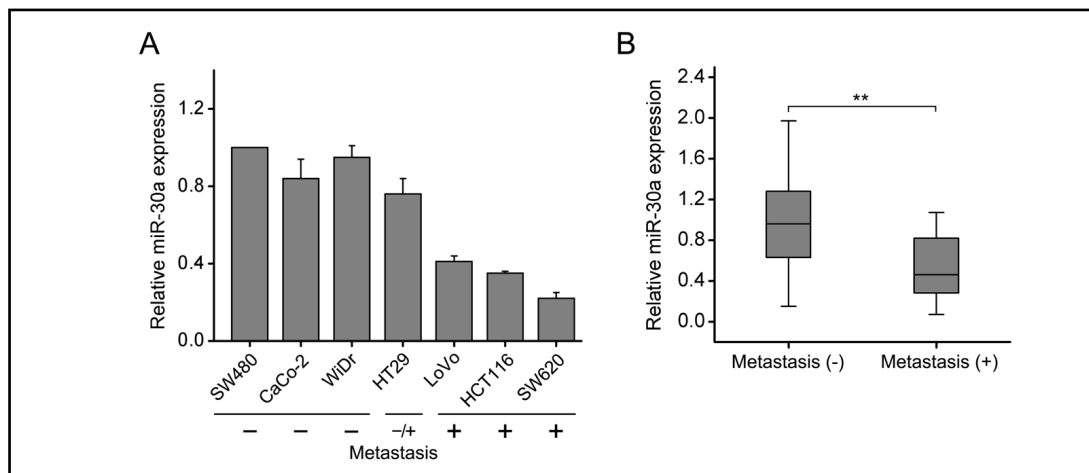 A
Relative miR-30a expression
1.2
0.8
0.4
0.0
SW480
CaCo-2
WiDr
HT29
LoVo
HCT116
SW620
– – – –/+ + + +
Metastasis
B
Relative miR-30a expression
2.4
2.0
1.6
1.2
0.8
0.4
0.0
**
Metastasis (-) Metastasis (+)